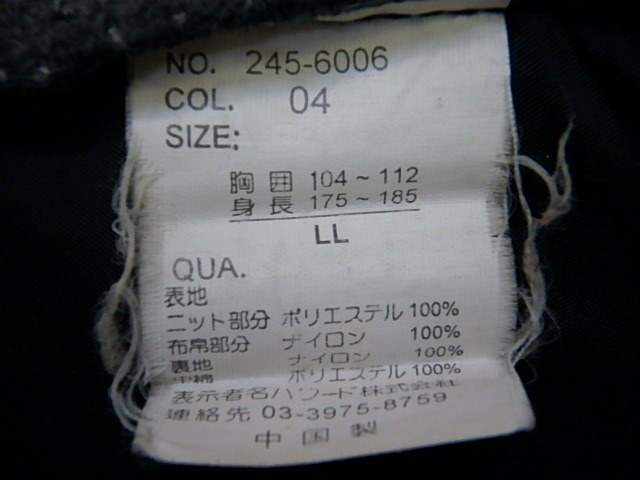 NO. 245-6006
COL. 04
SIZE:
胸囲 104～112
身長 175～185
LL
QUA.
表地
ニット部分 ポリエステル 100%
布帛部分 ナイロン 100%
裏地 ナイロン 100%
中綿 ポリエステル 100%
表示者名ハワード株式会社
連絡先 03-3975-8759
中国製